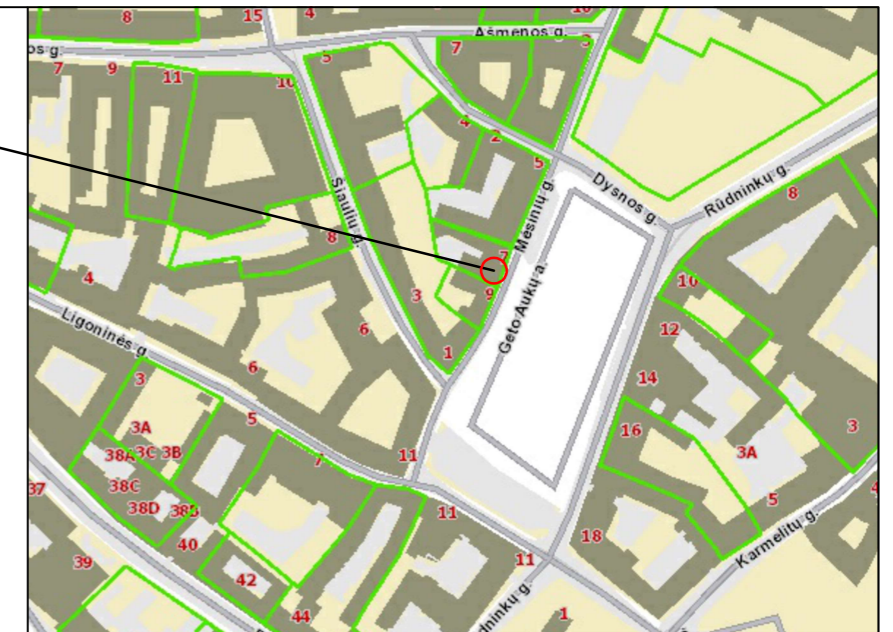 8
15
4
10
Ašmenos g.
os g.
7
9
11
10
5
7
3
4
2
5
Šiaulių g.
Mėsinių g.
Dysnos g.
Rūdninkų g.
8
8
7
4
3
9
Geto Aukų a.
10
Ligoninės g.
6
6
1
12
3
5
14
3A
16
3
38A
3C
3B
11
3A
7
37
38C
5
4
38D
38B
11
18
Karmelitų g.
40
39
11
42
ninkų g.
44
1